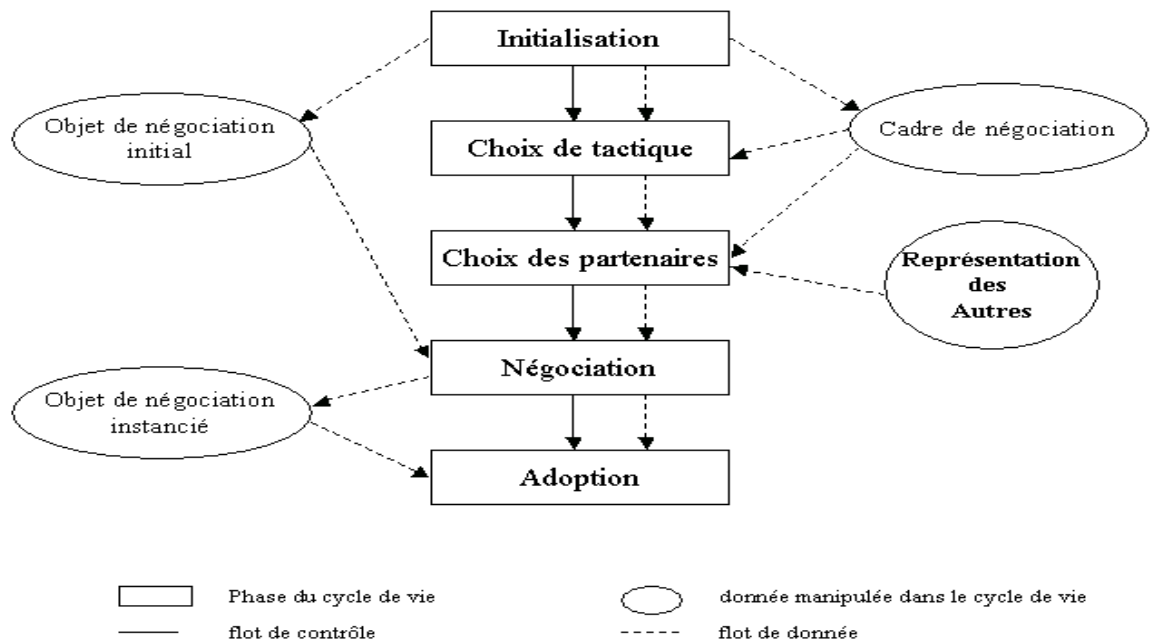 Initialisation
Objet de négociation
initial
Cadre de négociation
Choix de tactique
Choix des partenaires
Représentation
des
Autres
Négociation
Objet de négociation
instancié
Adoption
Phase du cycle de vie
donnée manipulée dans le cycle de vie
flot de contrôle
flot de donnée